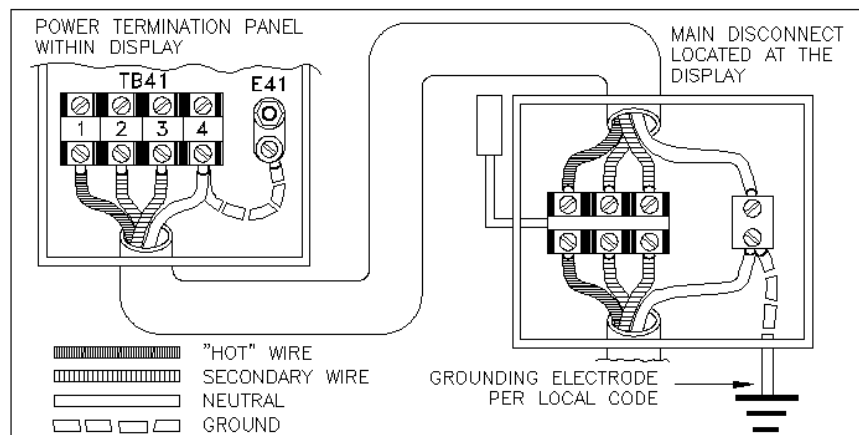 POWER TERMINATION PANEL
WITHIN DISPLAY
TB41
E41
1 2 3 4
MAIN DISCONNECT
LOCATED AT THE
DISPLAY
"HOT" WIRE
SECONDARY WIRE
NEUTRAL
GROUND
GROUNDING ELECTRODE
PER LOCAL CODE